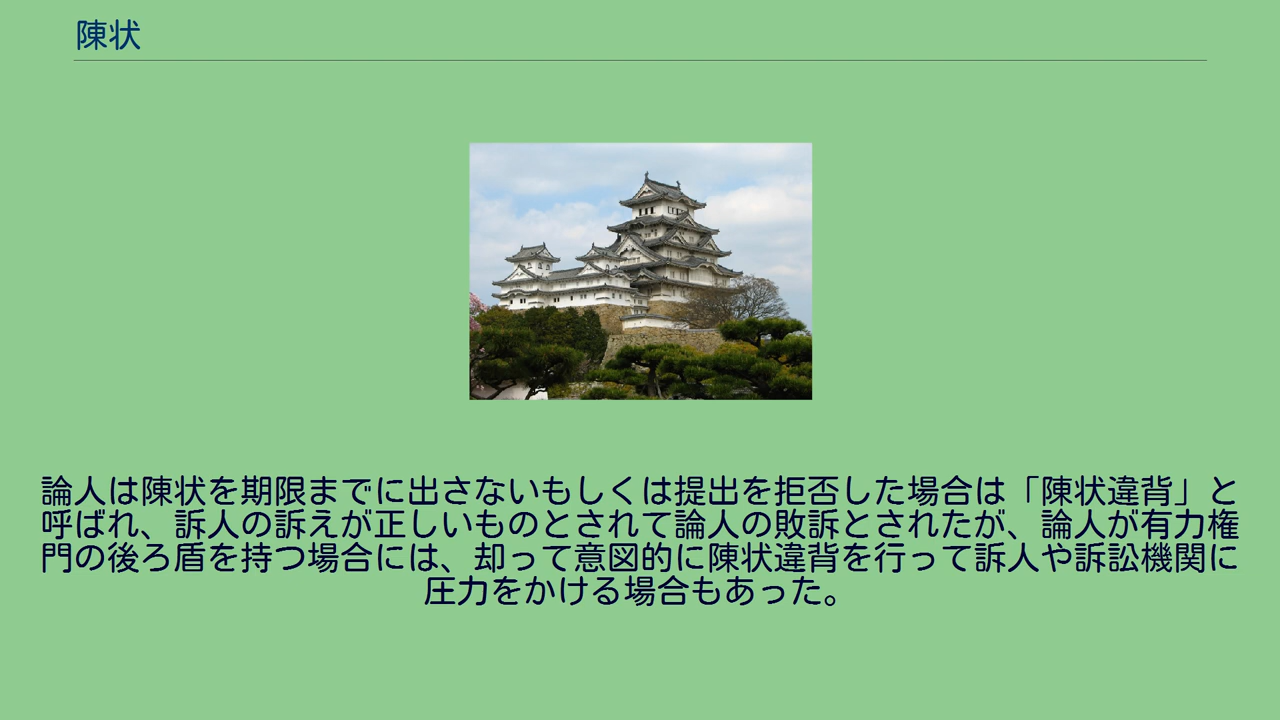 陳状
論人は陳状を期限までに出さないもしくは提出を拒否した場合は「陳状違背」と
呼ばれ、訴人の訴えが正しいものとされて論人の敗訴とされたが、論人が有力権
門の後ろ盾を持つ場合には、却って意図的に陳状違背を行って訴人や訴訟機関に
圧力をかける場合もあった。